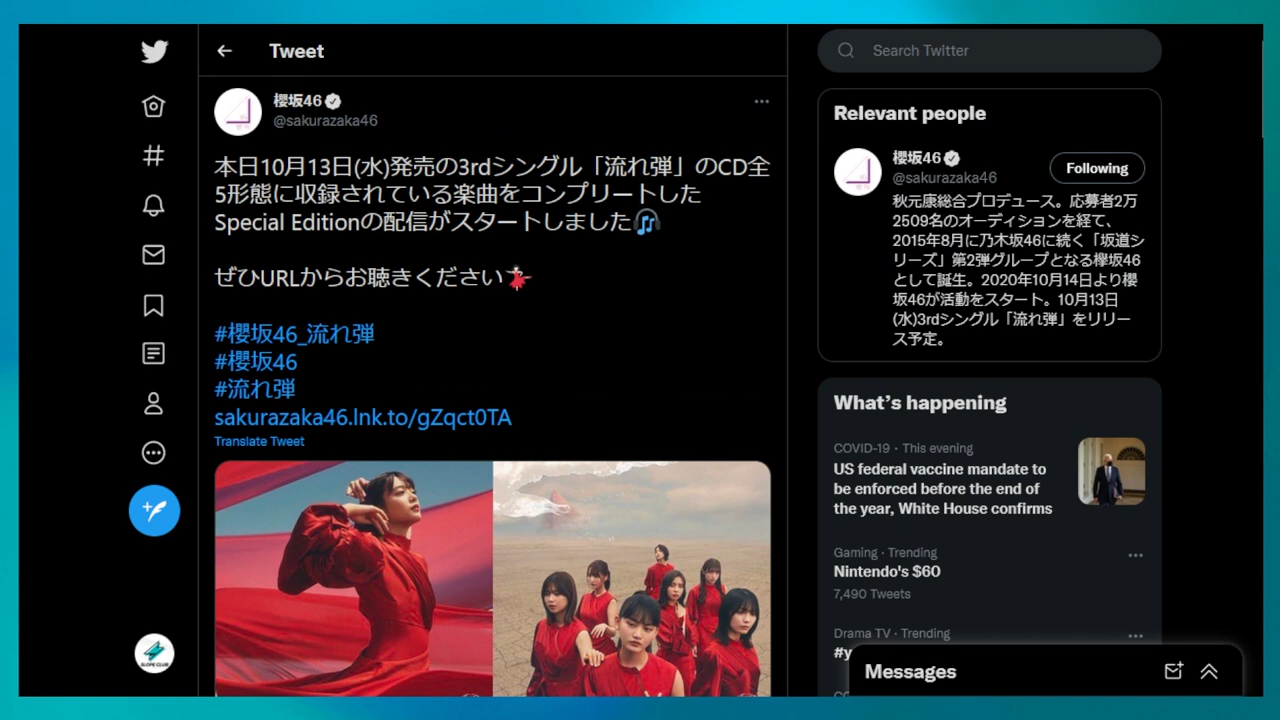 Tweet
櫻坂46
@sakurazaka46
本日10月13日(水)発売の3rdシングル「流れ弾」のCD全
5形態に収録されている楽曲をコンプリートした
Special Editionの配信がスタートしました
ぜひURLからお聴きください
#櫻坂46_流れ弾
#櫻坂46
#流れ弾
sakurazaka46.lnk.to/gZqct0TA
Translate Tweet
Search Twitter
Relevant people
櫻坂46
@sakurazaka46
Following
秋元康総合プロデュース。応募者2万
2509名のオーディションを経て、
2015年8月に乃木坂46に続く「坂道シ
リーズ」第2弾グループとなる欅坂46
として誕生。2020年10月14日より櫻
坂46が活動をスタート。10月13日
(水)3rdシングル「流れ弾」をリリー
ス予定。
What's happening
COVID-19 · This evening
US federal vaccine mandate to
be enforced before the end of
the year, White House confirms
Gaming · Trending
Nintendo's $60
7,490 Tweets
Drama TV · Trending
#y
Messages
SLOPE CLUB